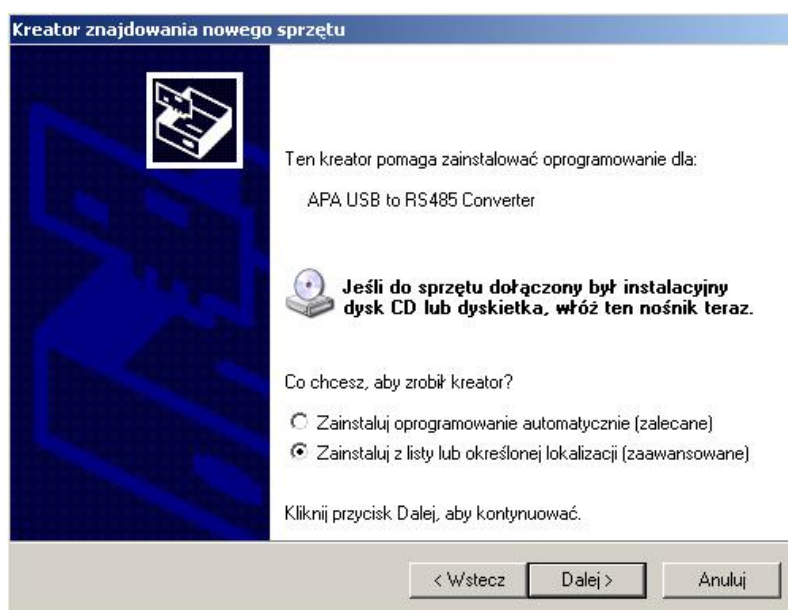 Kreator znajdowania nowego sprzętu
Ten kreator pomaga zainstalować oprogramowanie dla:
APA USB to RS485 Converter
Jeśli do sprzętu dołączony był instalacyjny
dysk CD lub dyskietka, włóż ten nośnik teraz.
Co chcesz, aby zrobił kreator?
Zainstaluj oprogramowanie automatycznie (zalecane)
Zainstaluj z listy lub określonej lokalizacji (zaawansowane)
Kliknij przycisk Dalej, aby kontynuować.
< Wstecz
Dalej >
Anuluj